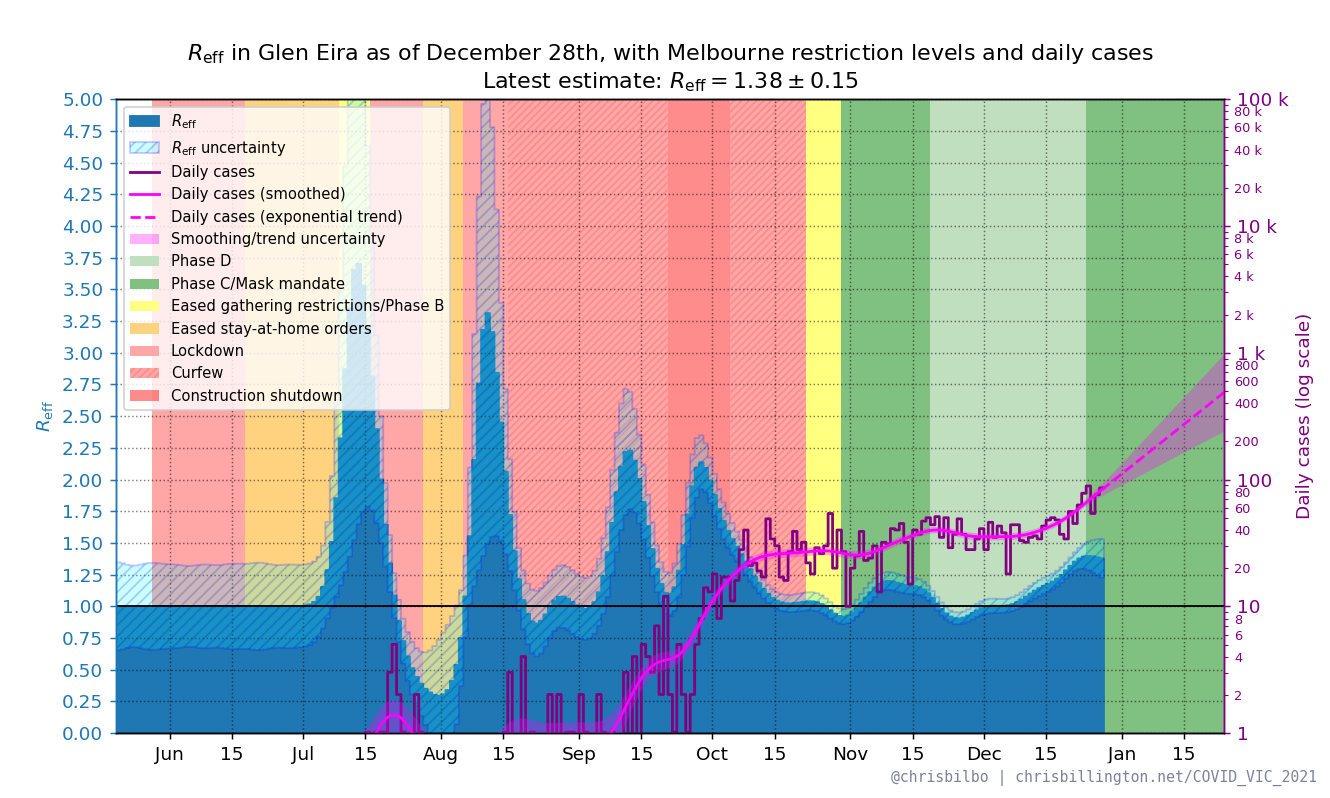 R_eff in Glen Eira as of December 28th, with Melbourne restriction levels and daily cases
Latest estimate: R_eff = 1.38 ± 0.15
5.00
4.75
4.50
4.25
4.00
3.75
3.50
3.25
3.00
2.75
2.50
2.25
2.00
1.75
1.50
1.25
1.00
0.75
0.50
0.25
0.00
R_eff
R_eff
R_eff uncertainty
Daily cases
Daily cases (smoothed)
Daily cases (exponential trend)
Smoothing/trend uncertainty
Phase D
Phase C/Mask mandate
Eased gathering restrictions/Phase B
Eased stay-at-home orders
Lockdown
Curfew
Construction shutdown
100 k
80 k
60 k
40 k
20 k
10 k
8 k
6 k
4 k
2 k
1 k
800
600
400
200
100
80
60
40
20
10
8
6
4
2
1
Daily cases (log scale)
Jun 15 Jul 15 Aug 15 Sep 15 Oct 15 Nov 15 Dec 15 Jan 15
@chrisbilbo | chrisbillington.net/COVID_VIC_2021